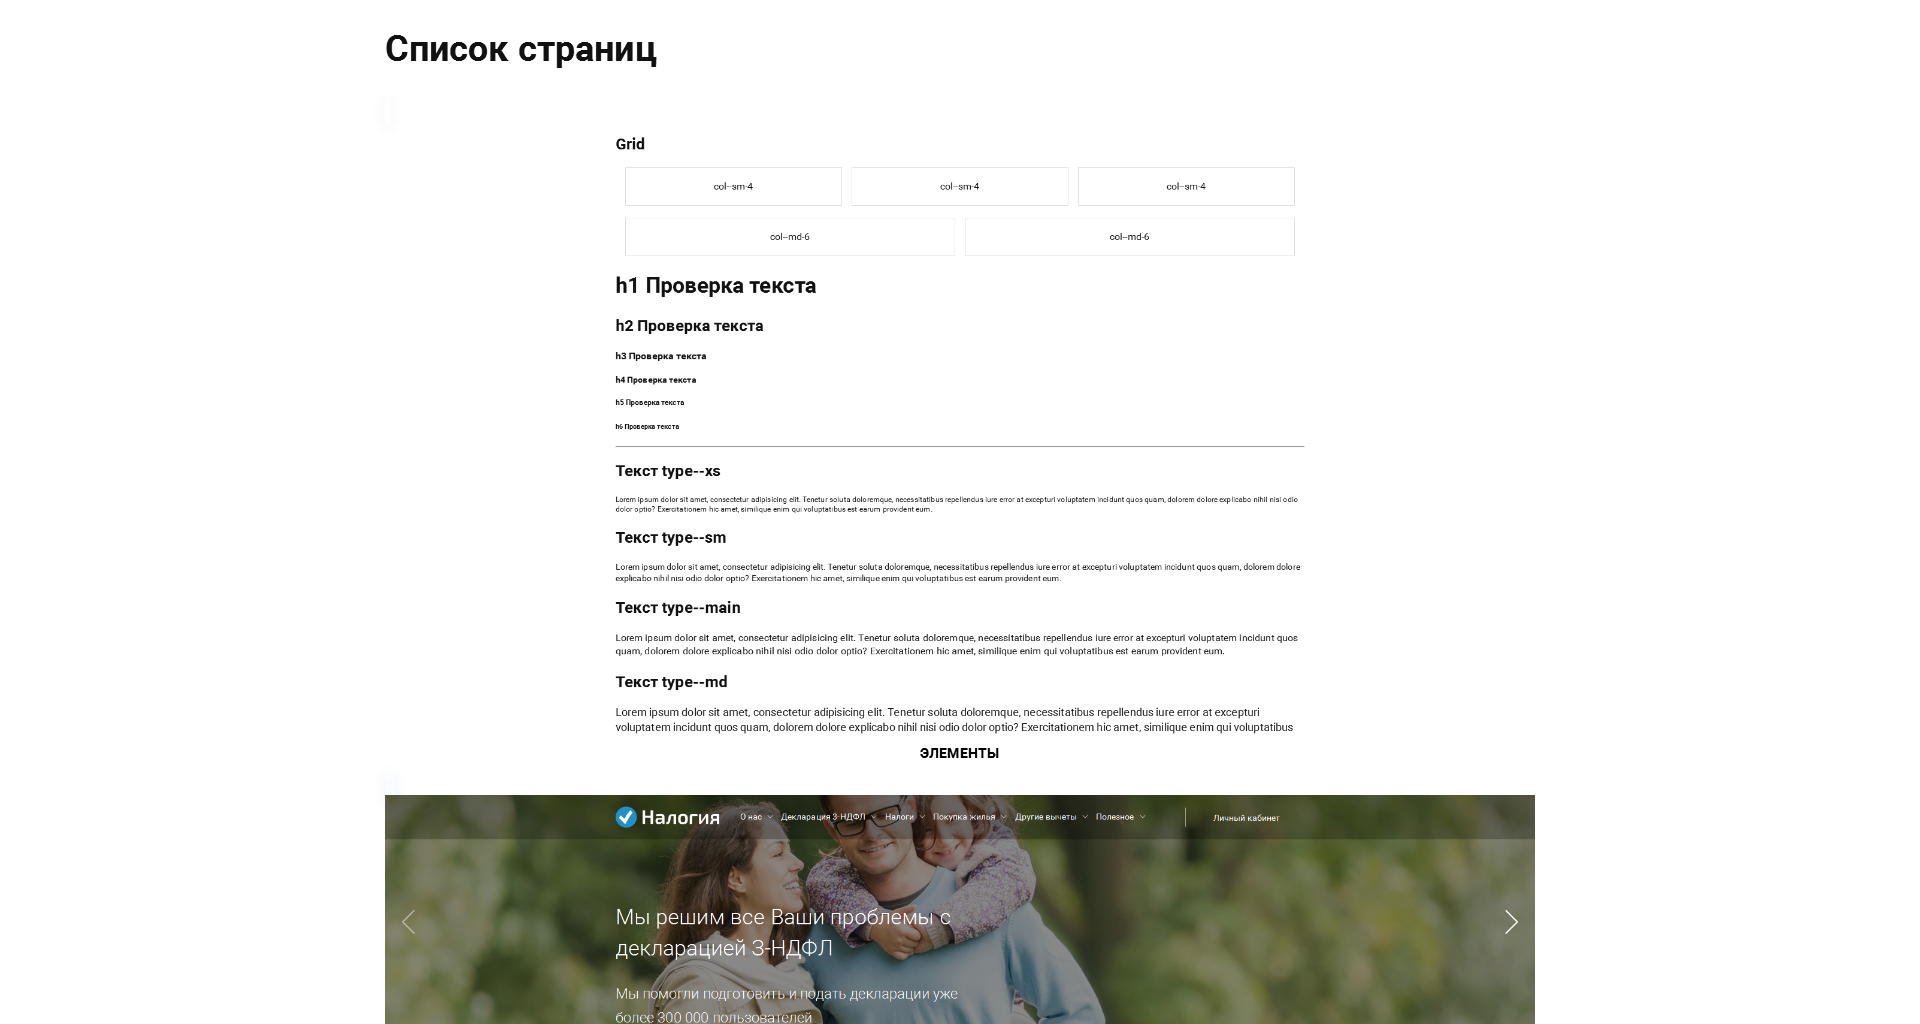 Список страниц
Grid
col--sm-4
col--sm-4
col--sm-4
col--md-6
col--md-6
h1 Проверка текста
h2 Проверка текста
h3 Проверка текста
h4 Проверка текста
h5 Проверка текста
h6 Проверка текста
Текст type--xs
Lorem ipsum dolor sit amet, consectetur adipisicing elit. Tenetur soluta doloremque, necessitatibus repellendus iure error at excepturi voluptatem incidunt quos quam, dolorem dolore explicabo nihil nisi odio
dolor optio? Exercitationem hic amet, similique enim qui voluptatibus est earum provident eum.
Текст type--sm
Lorem ipsum dolor sit amet, consectetur adipisicing elit. Tenetur soluta doloremque, necessitatibus repellendus iure error at excepturi voluptatem incidunt quos quam, dolorem dolore
explicabo nihil nisi odio dolor optio? Exercitationem hic amet, similique enim qui voluptatibus est earum provident eum.
Текст type--main
Lorem ipsum dolor sit amet, consectetur adipisicing elit. Tenetur soluta doloremque, necessitatibus repellendus iure error at excepturi voluptatem incidunt quos
quam, dolorem dolore explicabo nihil nisi odio dolor optio? Exercitationem hic amet, similique enim qui voluptatibus est earum provident eum.
Текст type--md
Lorem ipsum dolor sit amet, consectetur adipisicing elit. Tenetur soluta doloremque, necessitatibus repellendus iure error at excepturi
voluptatem incidunt quos quam, dolorem dolore explicabo nihil nisi odio dolor optio? Exercitationem hic amet, similique enim qui voluptatibus
ЭЛЕМЕНТЫ
Налогия О нас Декларация 3-НДФЛ Налоги Покупка жилья Другие вычеты Полезное Личный кабинет
Мы решим все Ваши проблемы с
декларацией 3-НДФЛ
Мы помогли подготовить и подать декларации уже
более 300 000 пользователей